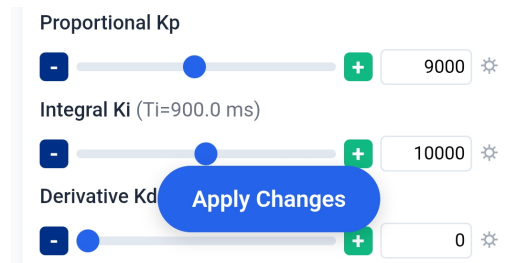 Proportional Kp
- + 9000
Integral Ki (Ti=900.0 ms)
- + 10000
Derivative Kd
Apply Changes
- + 0